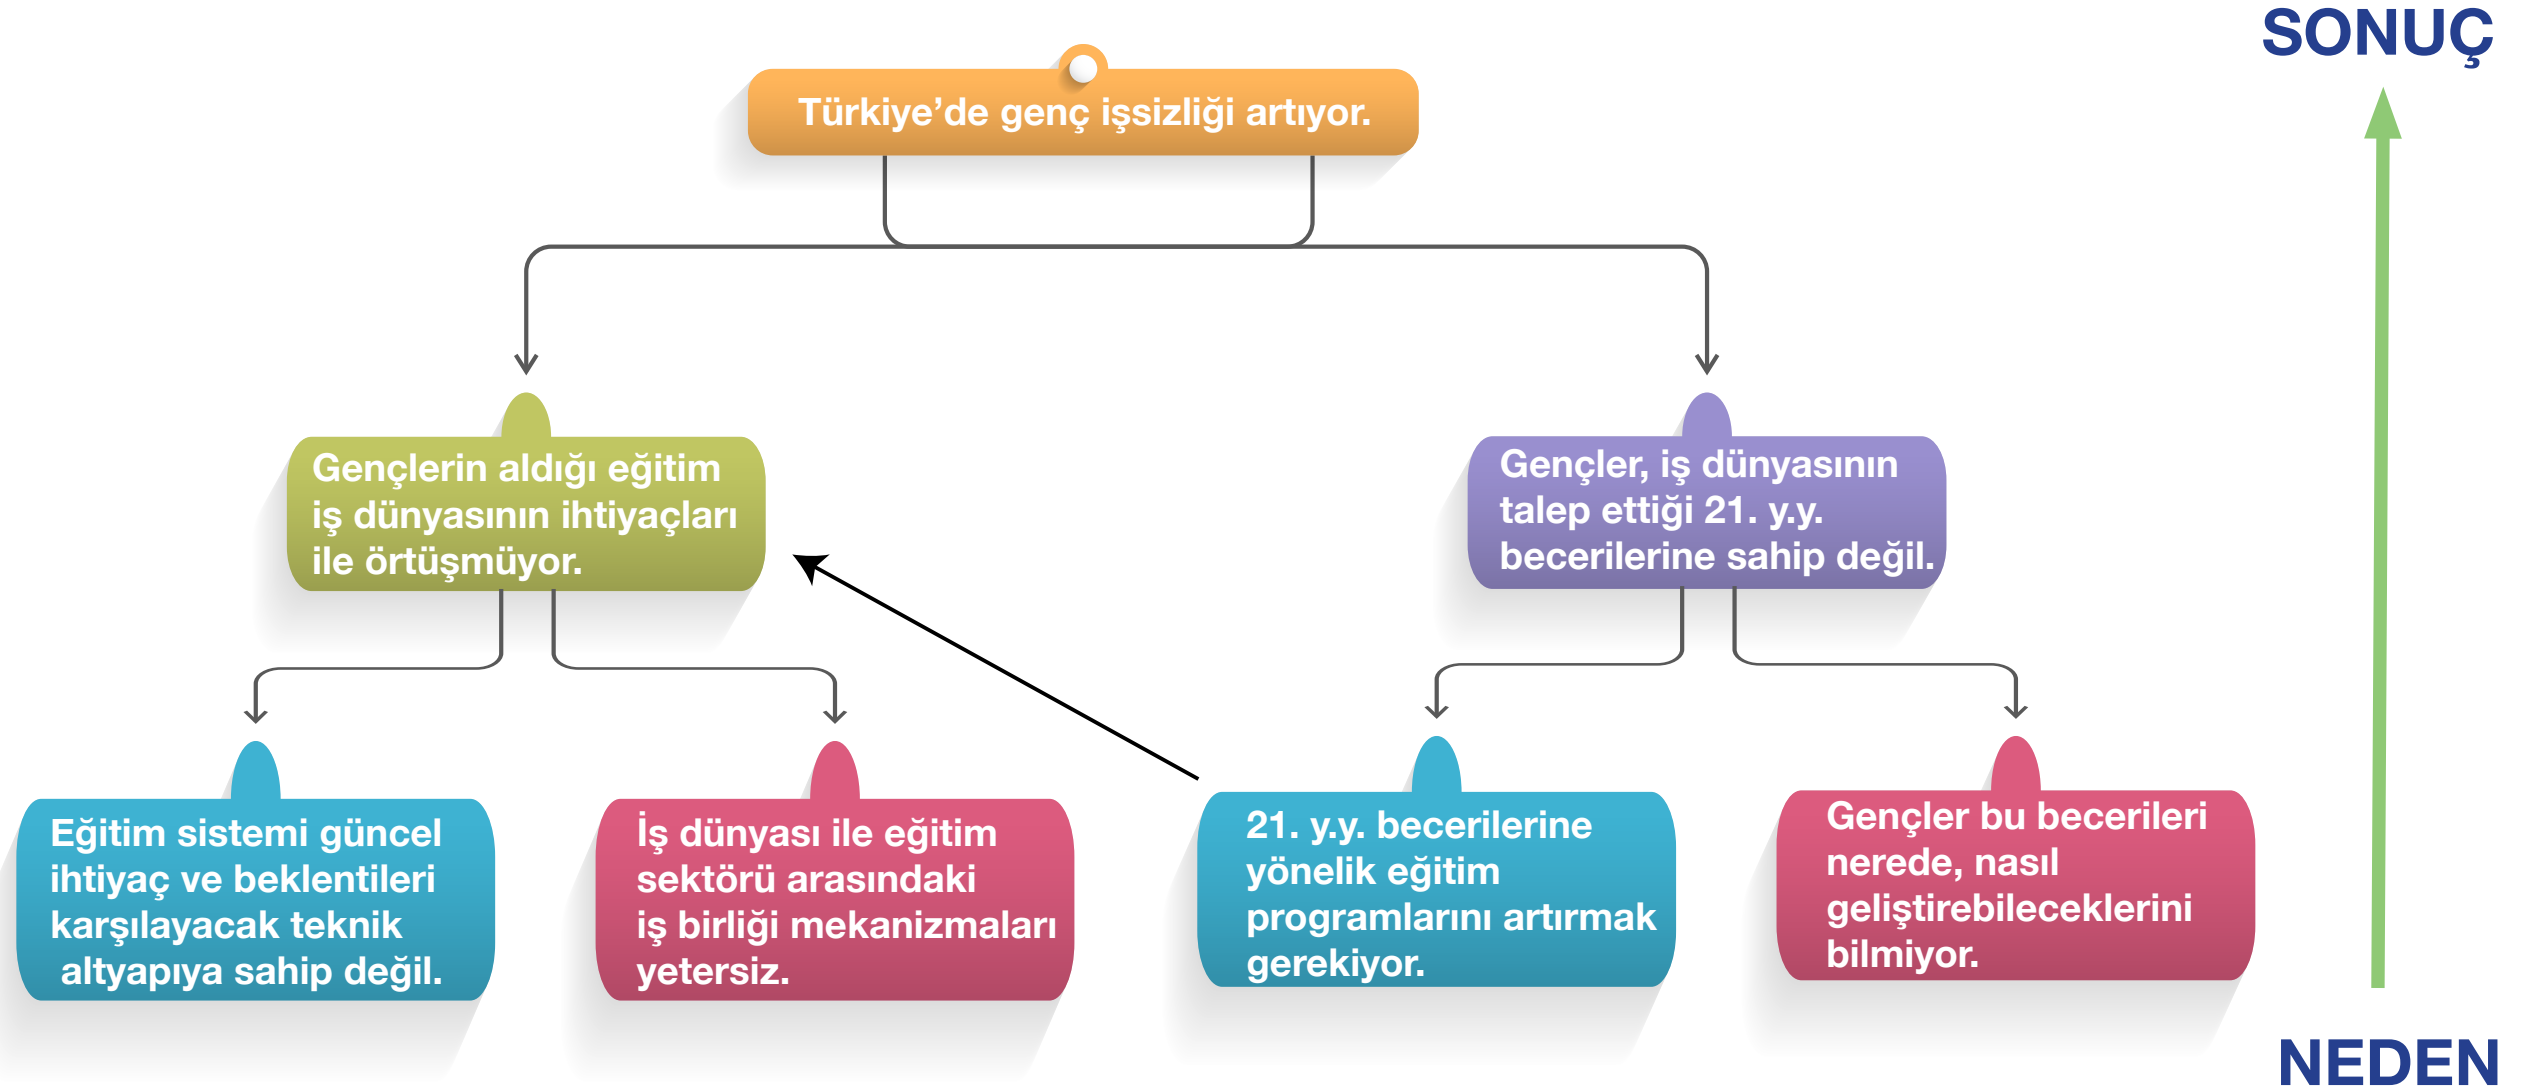 SONUÇ
Türkiye’de genç işsizliği artıyor.
Gençlerin aldığı eğitim
iş dünyasının ihtiyaçları
ile örtüşmüyor.
Gençler, iş dünyasının
talep ettiği 21. y.y.
becerilerine sahip değil.
Eğitim sistemi güncel
ihtiyaç ve beklentileri
karşılayacak teknik
altyapıya sahip değil.
İş dünyası ile eğitim
sektörü arasındaki
iş birliği mekanizmaları
yetersiz.
21. y.y. becerilerine
yönelik eğitim
programlarını artırmak
gerekiyor.
Gençler bu becerileri
nerede, nasıl
geliştirebileceklerini
bilmiyor.
NEDEN